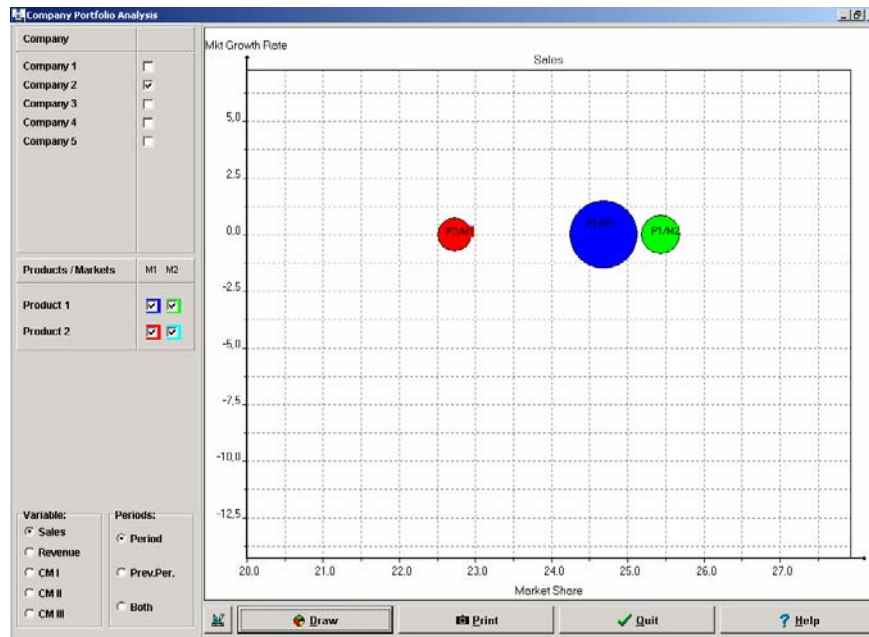 Company Portfolio Analysis
Company
Company 1
Company 2
Company 3
Company 4
Company 5
Products / Markets M1 M2
Product 1
Product 2
Variable:
Sales
Revenue
CM I
CM II
CM III
Periods:
Period
Prev.Per.
Both
Mkt Growth Rate
Sales
5,0
2,5
0,0
-2,5
-5,0
-7,5
-10,0
-12,5
P2/M1
P1/M1
P1/M2
20.0 21.0 22.0 23.0 24.0 25.0 26.0 27.0
Market Share
Draw Print Quit Help